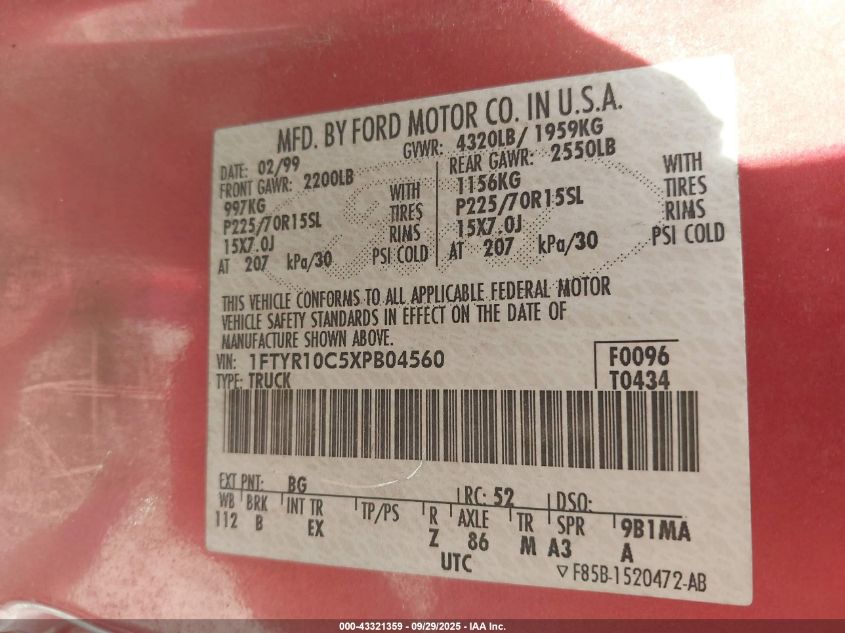 MFD. BY FORD MOTOR CO. IN U.S.A.
DATE: 02/99 GVWR: 4320LB/ 1959KG
FRONT GAWR: 2200LB REAR GAWR: 2550LB
997KG WITH 1156KG WITH
P225/70R15SL TIRES P225/70R15SL TIRES
15X7.0J RIMS 15X7.0J RIMS
AT 207 kPa/30 PSI COLD AT 207 kPa/30 PSI COLD
THIS VEHICLE CONFORMS TO ALL APPLICABLE FEDERAL MOTOR
VEHICLE SAFETY STANDARDS IN EFFECT ON THE DATE OF
MANUFACTURE SHOWN ABOVE.
VIN: 1FTYR10C5XPB04560 F0096
TYPE: TRUCK T0434
EXT PNT: BG RC: 52 DSO:
WB BRK INT TR TP/PS R AXLE TR SPR 9B1MA
112 B EX Z 86 M A3 A
UTC
▽F85B-1520472-AB
000-43321359 - 09/29/2025 - IAA Inc.